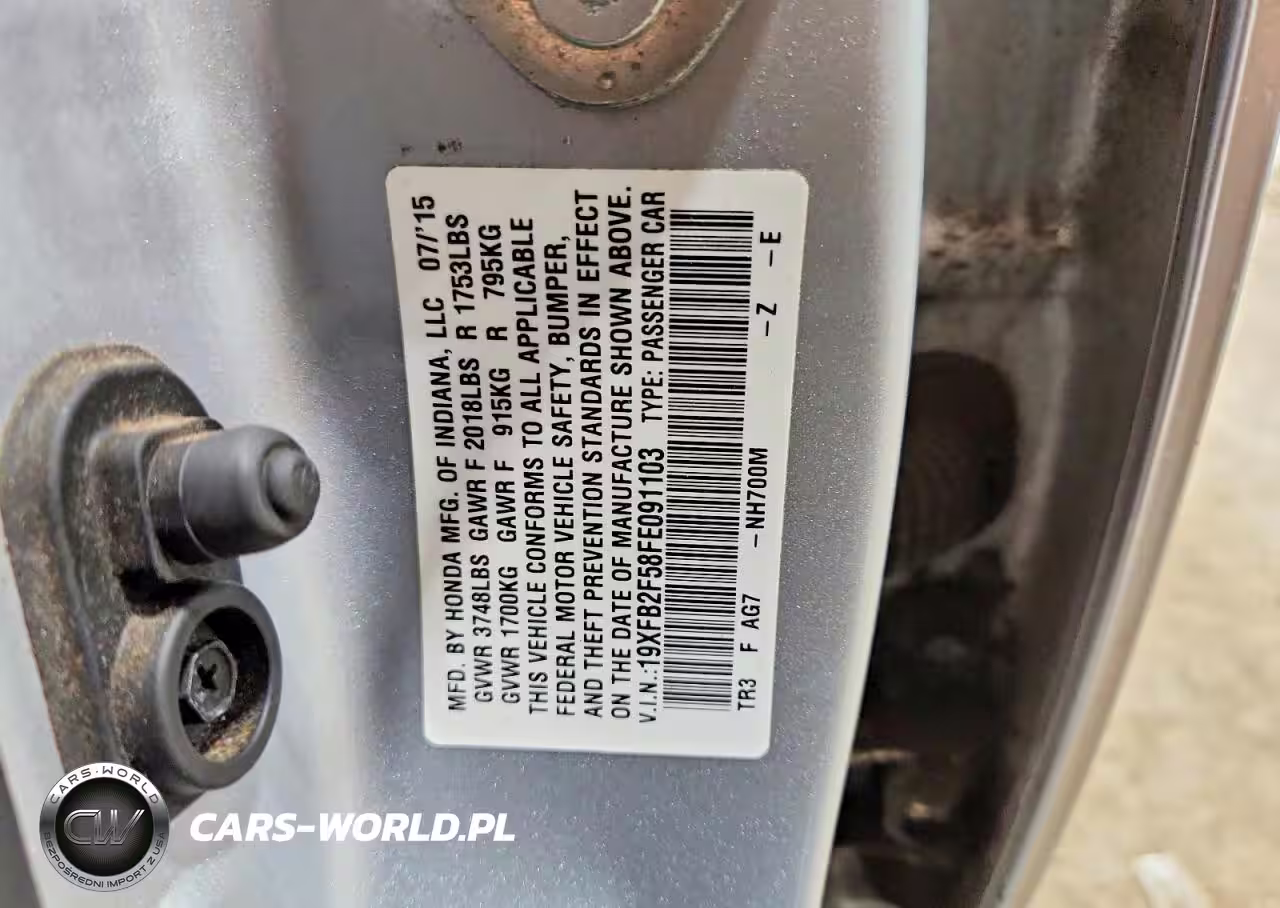 MFD. BY HONDA MFG. OF INDIANA, LLC 07/'15
GVWR 3748LBS GAWR F 2018LBS R 1753LBS
GVWR 1700KG GAWR F 915KG R 795KG
THIS VEHICLE CONFORMS TO ALL APPLICABLE
FEDERAL MOTOR VEHICLE SAFETY, BUMPER,
AND THEFT PREVENTION STANDARDS IN EFFECT
ON THE DATE OF MANUFACTURE SHOWN ABOVE.
V.I.N.:19XFB2F58FE091103 TYPE: PASSENGER CAR
TR3 F AG7 –NH700M –Z –E
CARS-WORLD
CW
BEZPOŚREDNI IMPORT Z USA
CARS-WORLD.PL